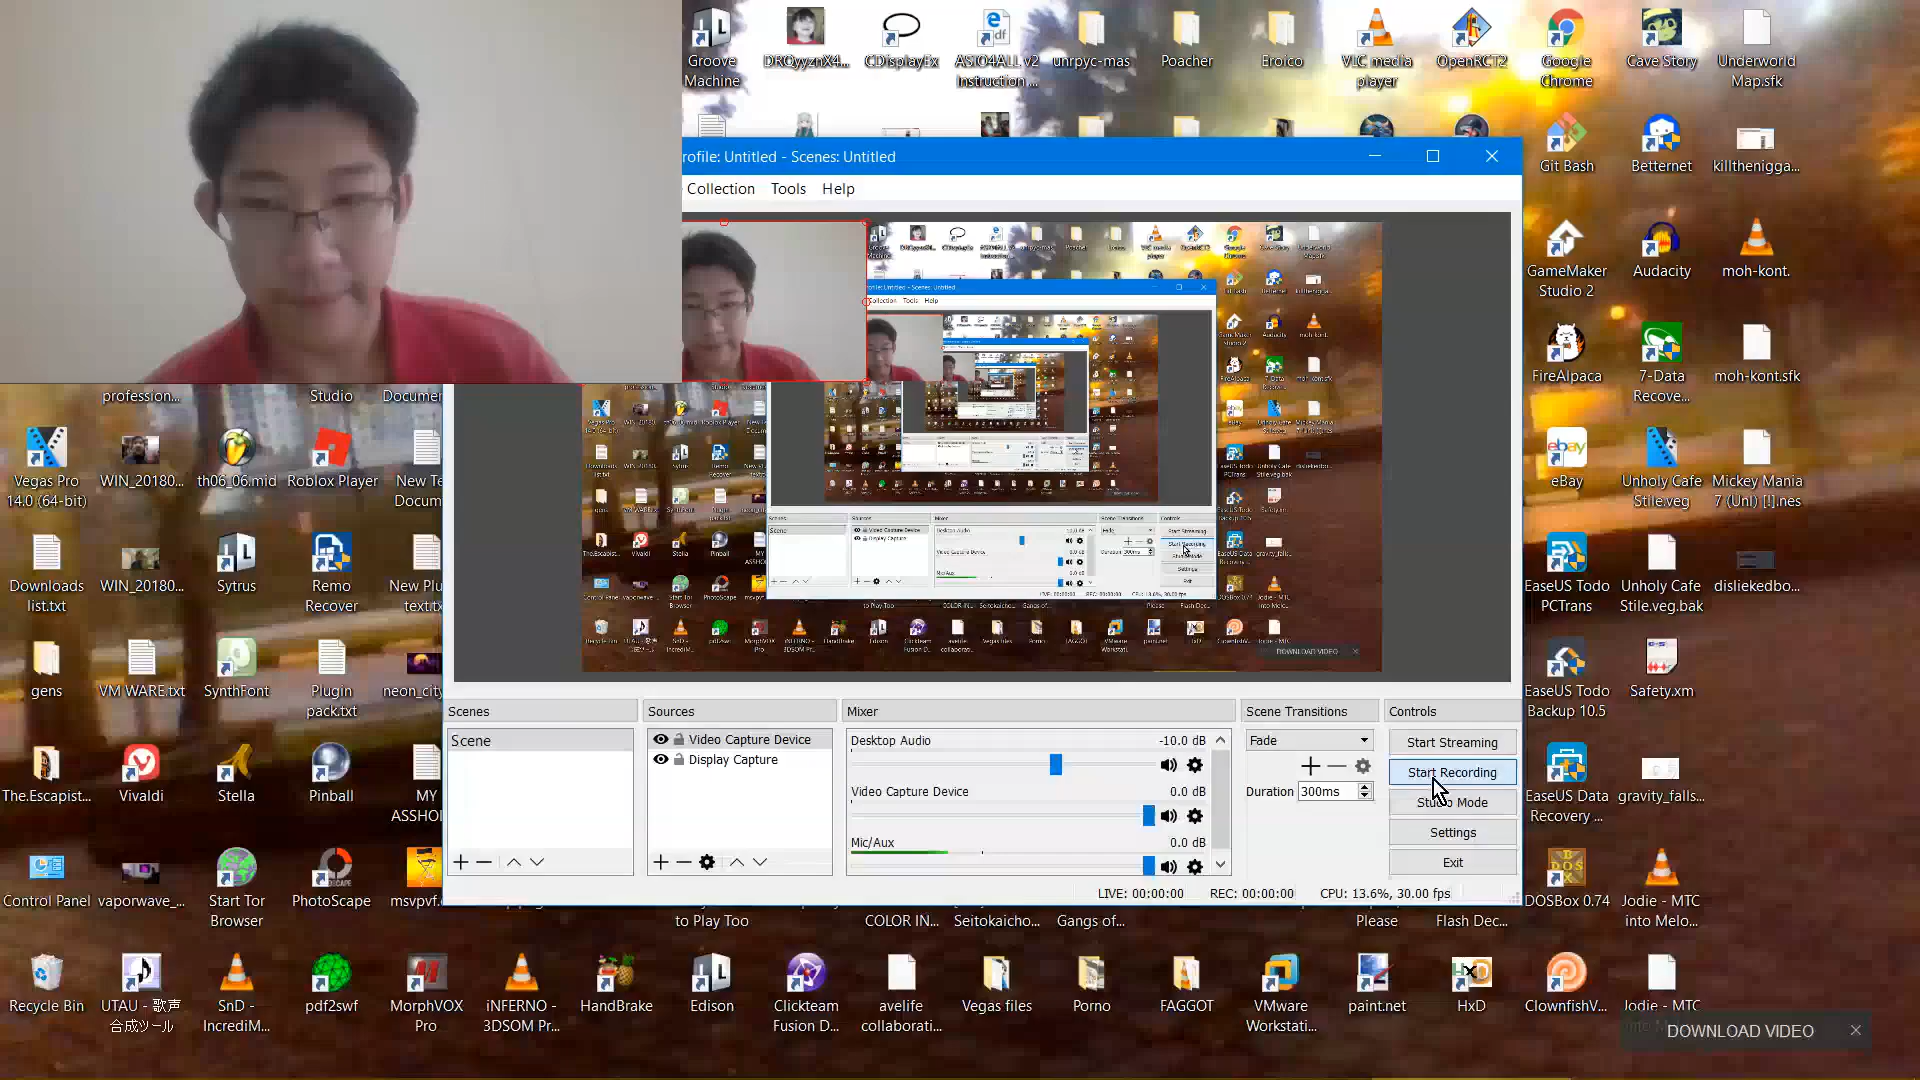 Groove Machine
DRQyyznX4...
CDisplayEx
ASIO4ALL v2 Instruction ...
unrpyc-mas
Poacher
Eroico
VLC media player
OpenRCT2
Google Chrome
Cave Story
Underworld Map.sfk
rofile: Untitled - Scenes: Untitled
Collection Tools Help
Git Bash
Betternet
killthenigga...
GameMaker Studio 2
Audacity
moh-kont.
FireAlpaca
7-Data Recove...
moh-kont.sfk
profession...
Studio
Documen
Vegas Pro 14.0 (64-bit)
WIN_20180...
th06_06.mid
Roblox Player
New Te
Docum
eBay
Unholy Cafe Stile.veg
Mickey Mania 7 (Unl) [!].nes
Downloads list.txt
WIN_20180...
Sytrus
Remo Recover
New Plu
text.tx
EaseUS Todo PCTrans
Unholy Cafe Stile.veg.bak
disliekedbo...
gens
VM WARE.txt
SynthFont
Plugin pack.txt
neon_city
EaseUS Todo Backup 10.5
Safety.xm
Scenes
Sources
Mixer
Scene Transitions
Controls
Scene
Video Capture Device
Display Capture
Desktop Audio -10.0 dB
Video Capture Device 0.0 dB
Mic/Aux 0.0 dB
Fade
Duration 300ms
Start Streaming
Start Recording
Studio Mode
Settings
Exit
LIVE: 00:00:00 REC: 00:00:00 CPU: 13.6%, 30.00 fps
The.Escapist...
Vivaldi
Stella
Pinball
MY
ASSHOL
EaseUS Data Recovery ...
gravity_falls...
Control Panel
vaporwave_...
Start Tor Browser
PhotoScape
msvpvf.
to Play Too
COLOR IN...
Seitokaicho...
Gangs of...
Please
Flash Dec...
DOSBox 0.74
Jodie - MTC into Melo...
Recycle Bin
UTAU - 歌声合成ツール
SnD - IncrediM...
pdf2swf
MorphVOX Pro
iNFERNO - 3DSOM Pr...
HandBrake
Edison
Clickteam Fusion D...
avelife collaborati...
Vegas files
Porno
FAGGOT
VMware Workstati...
paint.net
HxD
ClownfishV...
Jodie - MTC
DOWNLOAD VIDEO